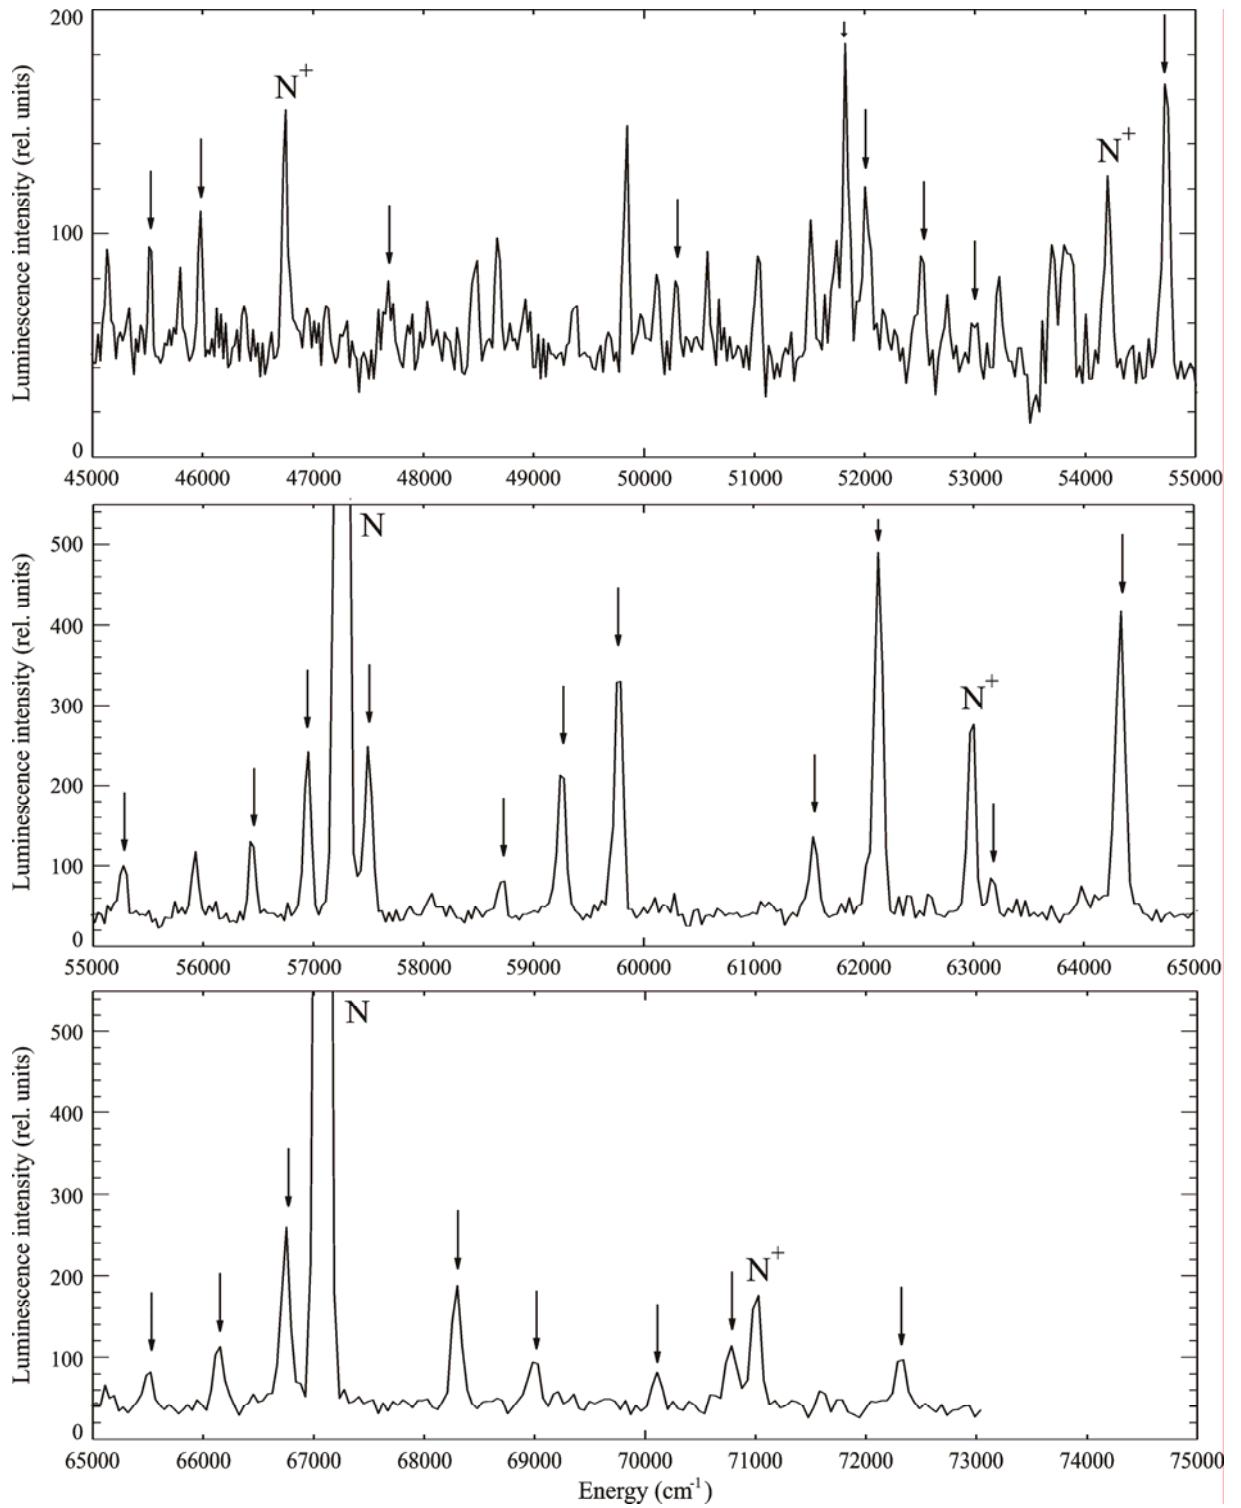 Luminescence intensity (rel. units)
200
100
0
N+
N+
45000 46000 47000 48000 49000 50000 51000 52000 53000 54000 55000
Luminescence intensity (rel. units)
500
400
300
200
100
0
N
N+
55000 56000 57000 58000 59000 60000 61000 62000 63000 64000 65000
Luminescence intensity (rel. units)
500
400
300
200
100
0
N
N+
65000 66000 67000 68000 69000 70000 71000 72000 73000 74000 75000
Energy (cm-1)